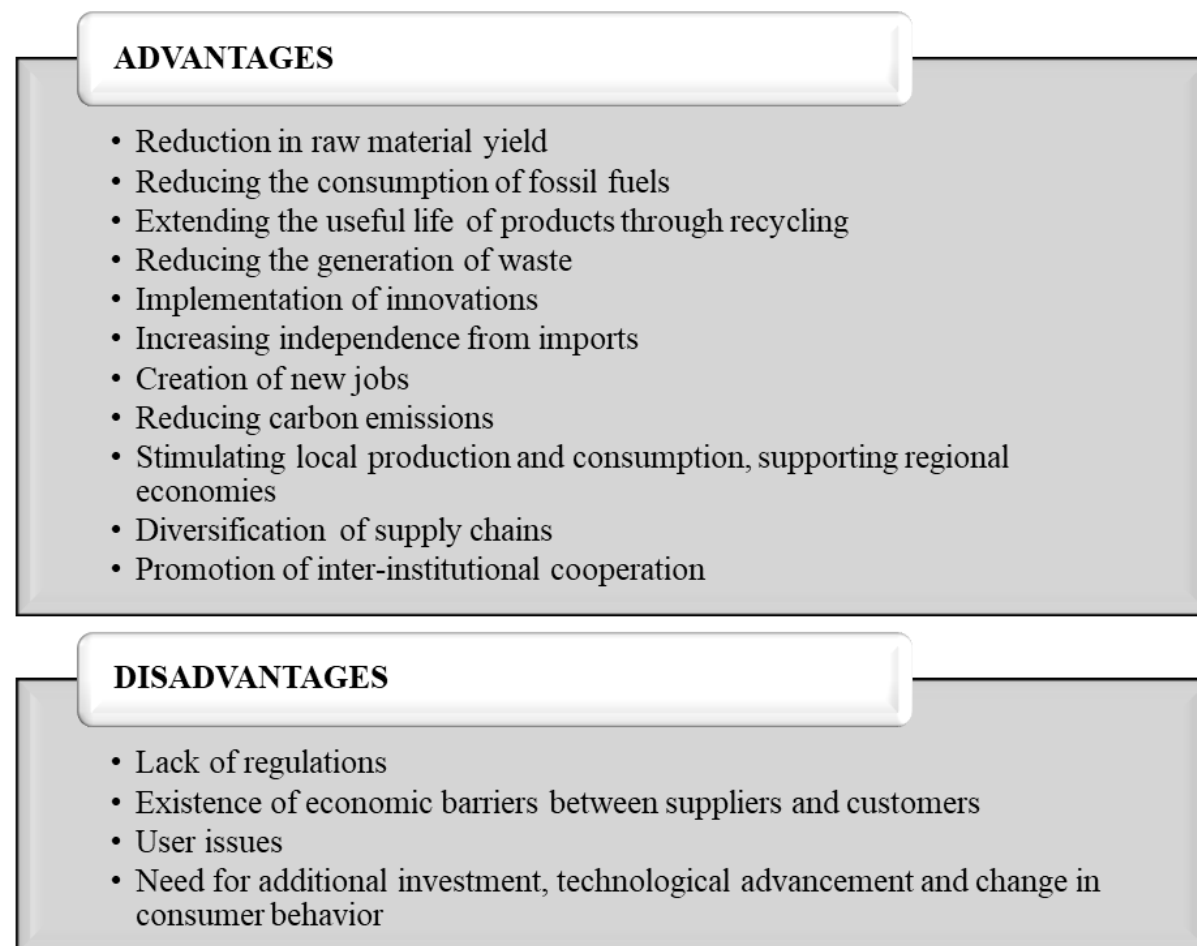 ADVANTAGES
• Reduction in raw material yield
• Reducing the consumption of fossil fuels
• Extending the useful life of products through recycling
• Reducing the generation of waste
• Implementation of innovations
• Increasing independence from imports
• Creation of new jobs
• Reducing carbon emissions
• Stimulating local production and consumption, supporting regional
economies
• Diversification of supply chains
• Promotion of inter-institutional cooperation
DISADVANTAGES
• Lack of regulations
• Existence of economic barriers between suppliers and customers
• User issues
• Need for additional investment, technological advancement and change in
consumer behavior